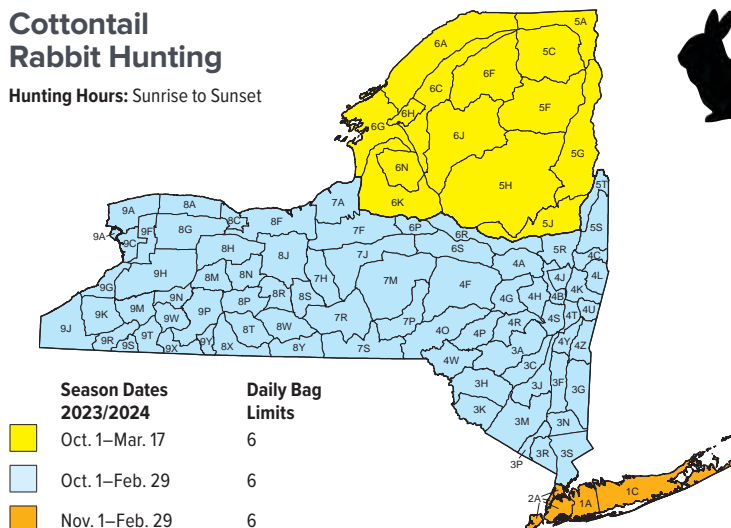 Cottontail
Rabbit Hunting
Hunting Hours: Sunrise to Sunset
5A
6A
5C
6F
6C
5F
6H
6G
6J
5G
6N
5H
5T
6K
9A
8A
7A
5J
5S
8C
8F
6P
6R
9A
9F
8G
7F
9C
6S
5R
8H
8J
7J
4A
4C
9H
8M
8N
7H
7M
4F
4J
4L
9G
9N
8R
8S
4G
4H
4B
4K
9K
9M
9P
8P
7R
4U
9J
9W
8T
8W
7P
4O
4P
4R
4S
4T
9R
9S
9T
9X
9Y
8X
8Y
7S
3A
4Y
4Z
4W
3C
3H
3J
3F
3G
3K
3M
3N
3P
3R
3S
2A
1A
1C
Season Dates
2023/2024
Daily Bag
Limits
Oct. 1–Mar. 17 6
Oct. 1–Feb. 29 6
Nov. 1–Feb. 29 6